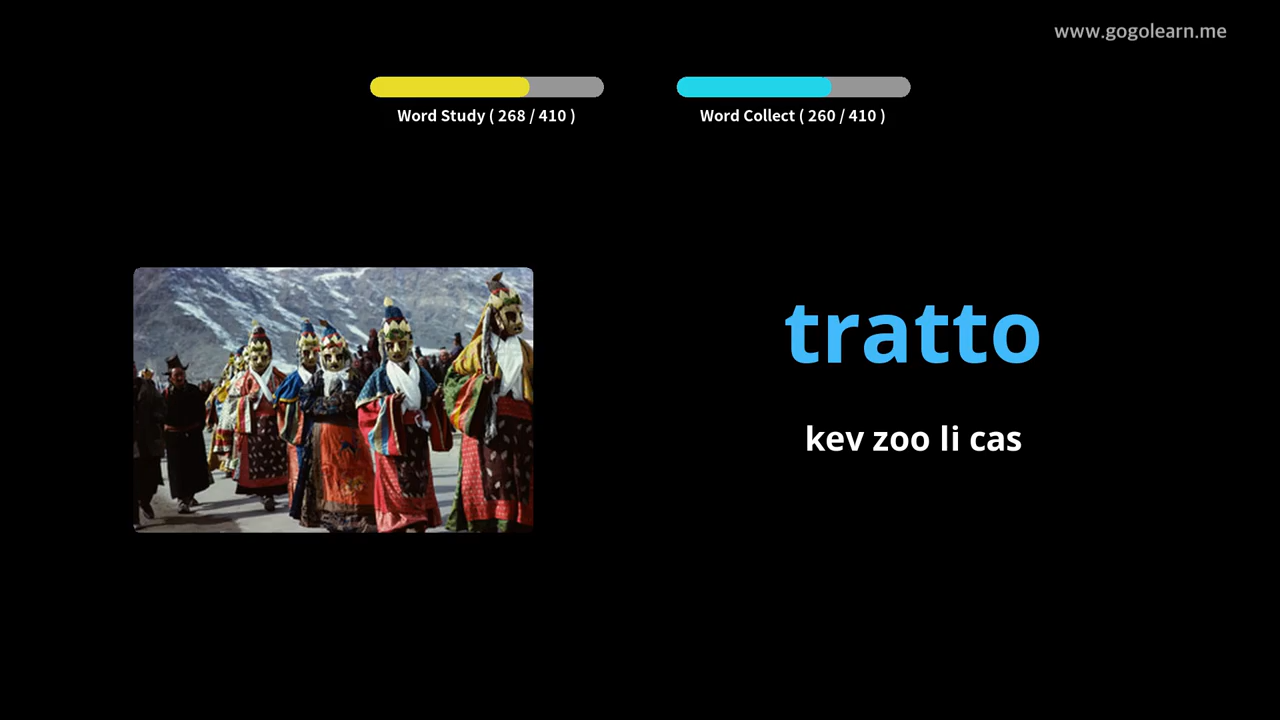 www.gogolearn.me
Word Study ( 268 / 410 )
Word Collect ( 260 / 410 )
tratto
kev zoo li cas